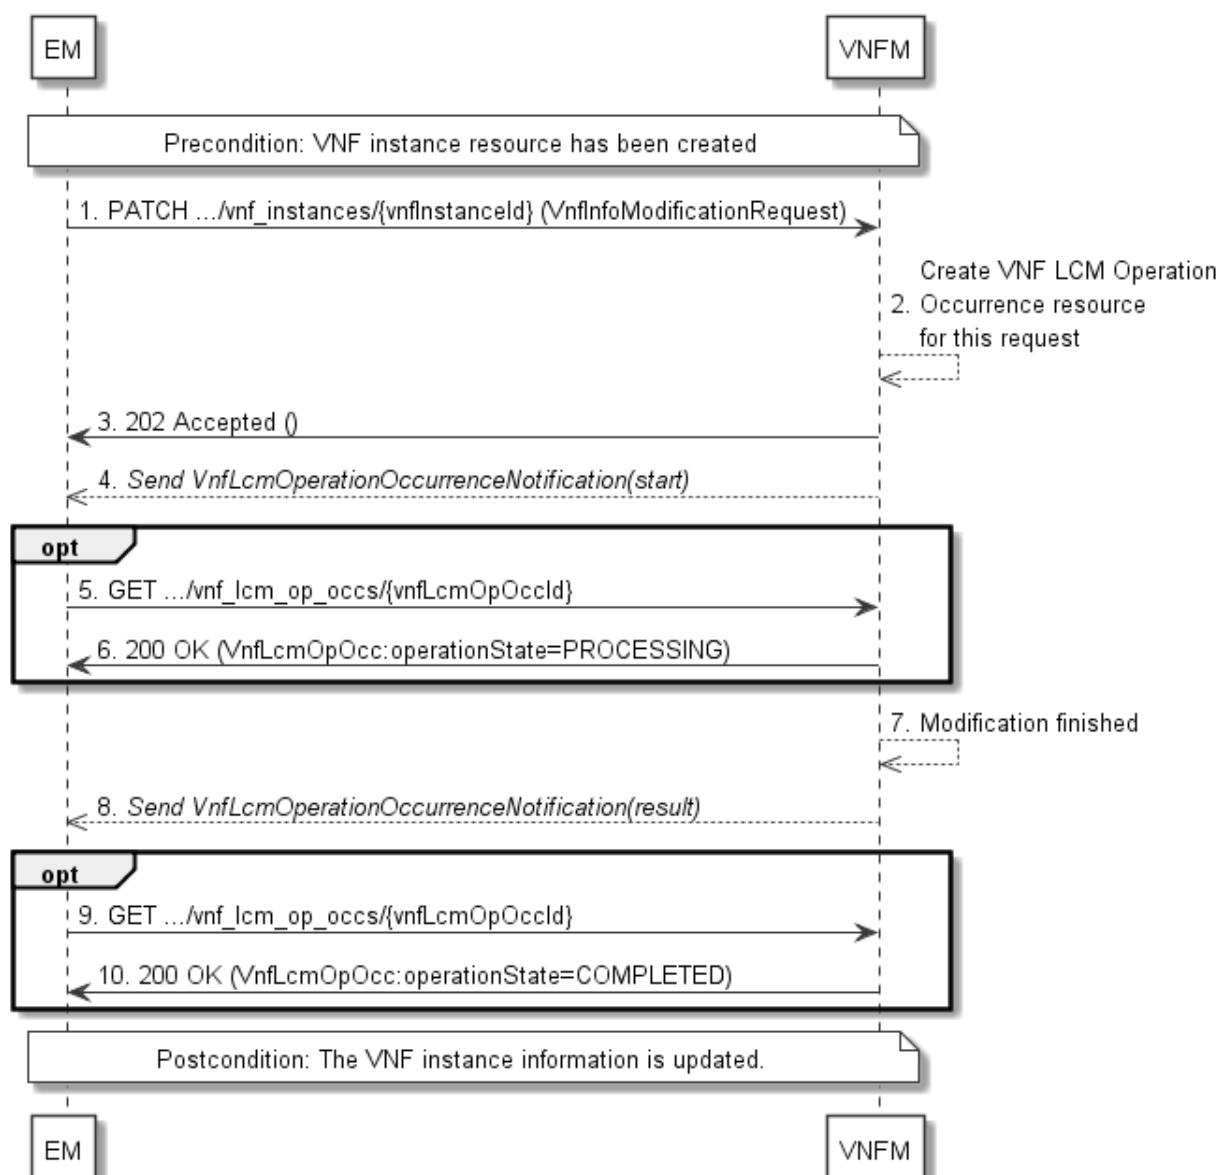 EM
VNFM
Precondition: VNF instance resource has been created
1. PATCH .../vnf_instances/{vnfInstanceId} (VnfInfoModificationRequest)
Create VNF LCM Operation
2. Occurrence resource
for this request
3. 202 Accepted ()
4. Send VnfLcmOperationOccurrenceNotification(start)
opt
5. GET .../vnf_lcm_op_occs/{vnfLcmOpOccId}
6. 200 OK (VnfLcmOpOcc:operationState=PROCESSING)
7. Modification finished
8. Send VnfLcmOperationOccurrenceNotification(result)
opt
9. GET .../vnf_lcm_op_occs/{vnfLcmOpOccId}
10. 200 OK (VnfLcmOpOcc:operationState=COMPLETED)
Postcondition: The VNF instance information is updated.
EM
VNFM